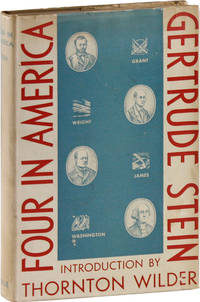 FOUR IN AMERICA
GERTRUDE STEIN
GRANT
WRIGHT
JAMES
WASHINGTON
INTRODUCTION BY
THORNTON WILDER